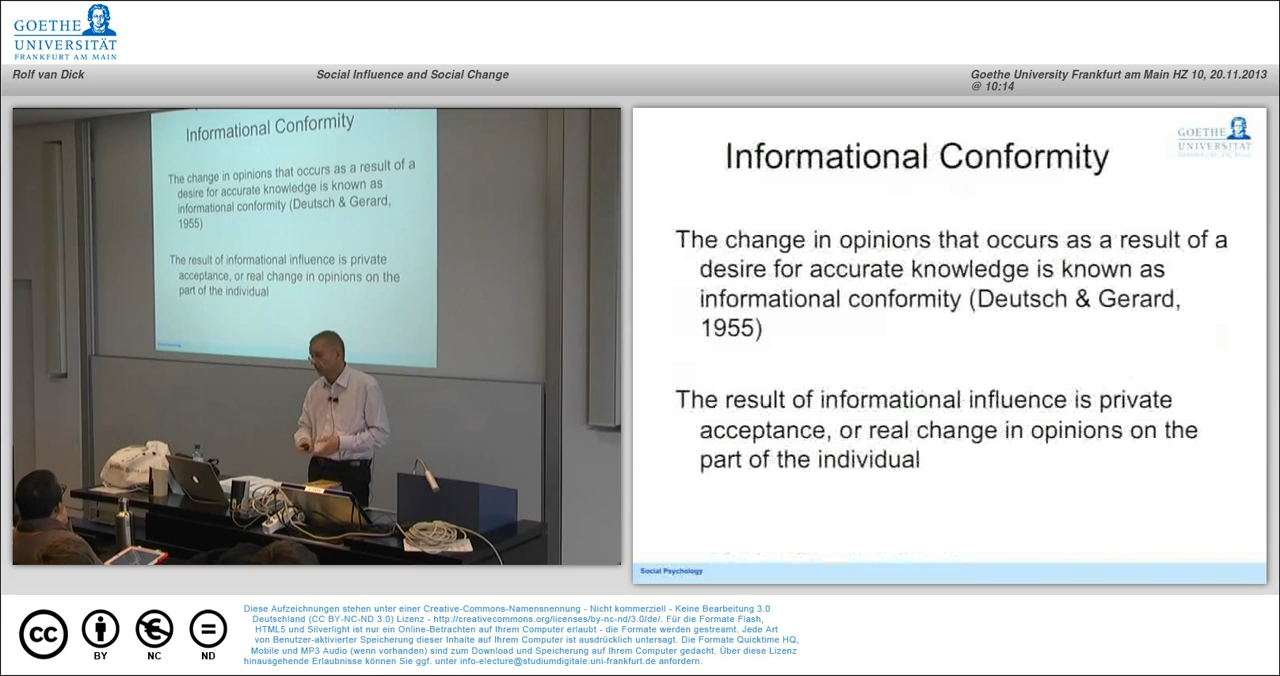 GOETHE
UNIVERSITÄT
FRANKFURT AM MAIN
Rolf van Dick
Social Influence and Social Change
Goethe University Frankfurt am Main HZ 10, 20.11.2013
@ 10:14
Informational Conformity
The change in opinions that occurs as a result of a
desire for accurate knowledge is known as
informational conformity (Deutsch & Gerard,
1955)
The result of informational influence is private
acceptance, or real change in opinions on the
part of the individual
GOETHE
UNIVERSITÄT
Informational Conformity
The change in opinions that occurs as a result of a
desire for accurate knowledge is known as
informational conformity (Deutsch & Gerard,
1955)
The result of informational influence is private
acceptance, or real change in opinions on the
part of the individual
Social Psychology
cc
BY
NC
ND
Diese Aufzeichnungen stehen unter einer Creative-Commons-Namensnennung - Nicht kommerziell - Keine Bearbeitung 3.0
Deutschland (CC BY-NC-ND 3.0) Lizenz - http://creativecommons.org/licenses/by-nc-nd/3.0/de/. Für die Formate Flash,
HTML5 und Silverlight ist nur ein Online-Betrachten auf Ihrem Computer erlaubt - die Formate werden gestreamt. Jede Art
von Benutzer-aktivierter Speicherung dieser Inhalte auf Ihrem Computer ist ausdrücklich untersagt. Die Formate Quicktime HQ,
Mobile und MP3 Audio (wenn vorhanden) sind zum Download und Speicherung auf Ihrem Computer gedacht. Über diese Lizenz
hinausgehende Erlaubnisse können Sie ggf. unter info-electure@studiumdigitale.uni-frankfurt.de anfordern.